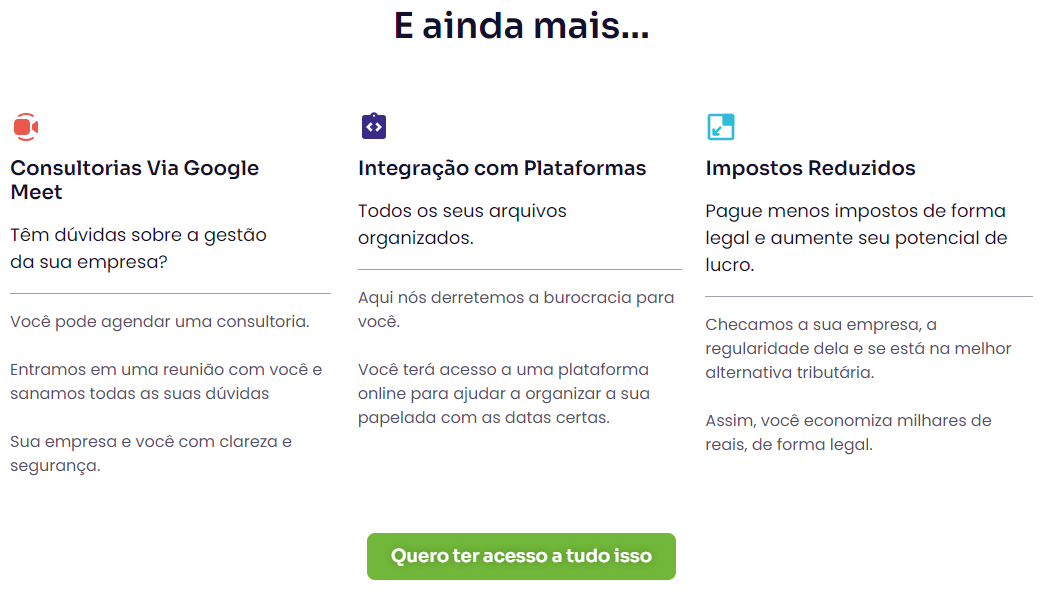 E ainda mais...
Consultorias Via Google
Meet
Têm dúvidas sobre a gestão
da sua empresa?
Você pode agendar uma consultoria.
Entramos em uma reunião com você e
sanamos todas as suas dúvidas
Sua empresa e você com clareza e
segurança.
Integração com Plataformas
Todos os seus arquivos
organizados.
Aqui nós derretemos a burocracia para
você.
Você terá acesso a uma plataforma
online para ajudar a organizar a sua
papelada com as datas certas.
Impostos Reduzidos
Pague menos impostos de forma
legal e aumente seu potencial de
lucro.
Checamos a sua empresa, a
regularidade dela e se está na melhor
alternativa tributária.
Assim, você economiza milhares de
reais, de forma legal.
Quero ter acesso a tudo isso